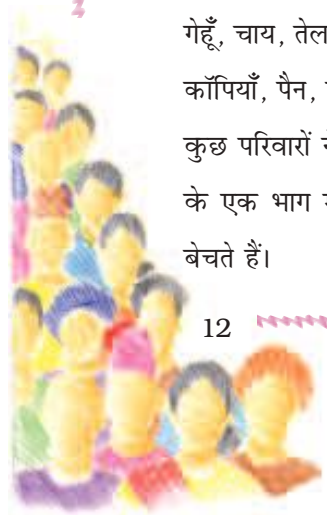 गेहूँ, चाय, तेल
कॉपियाँ, पैन,
कुछ परिवारों
के एक भाग
बेचते हैं।
12